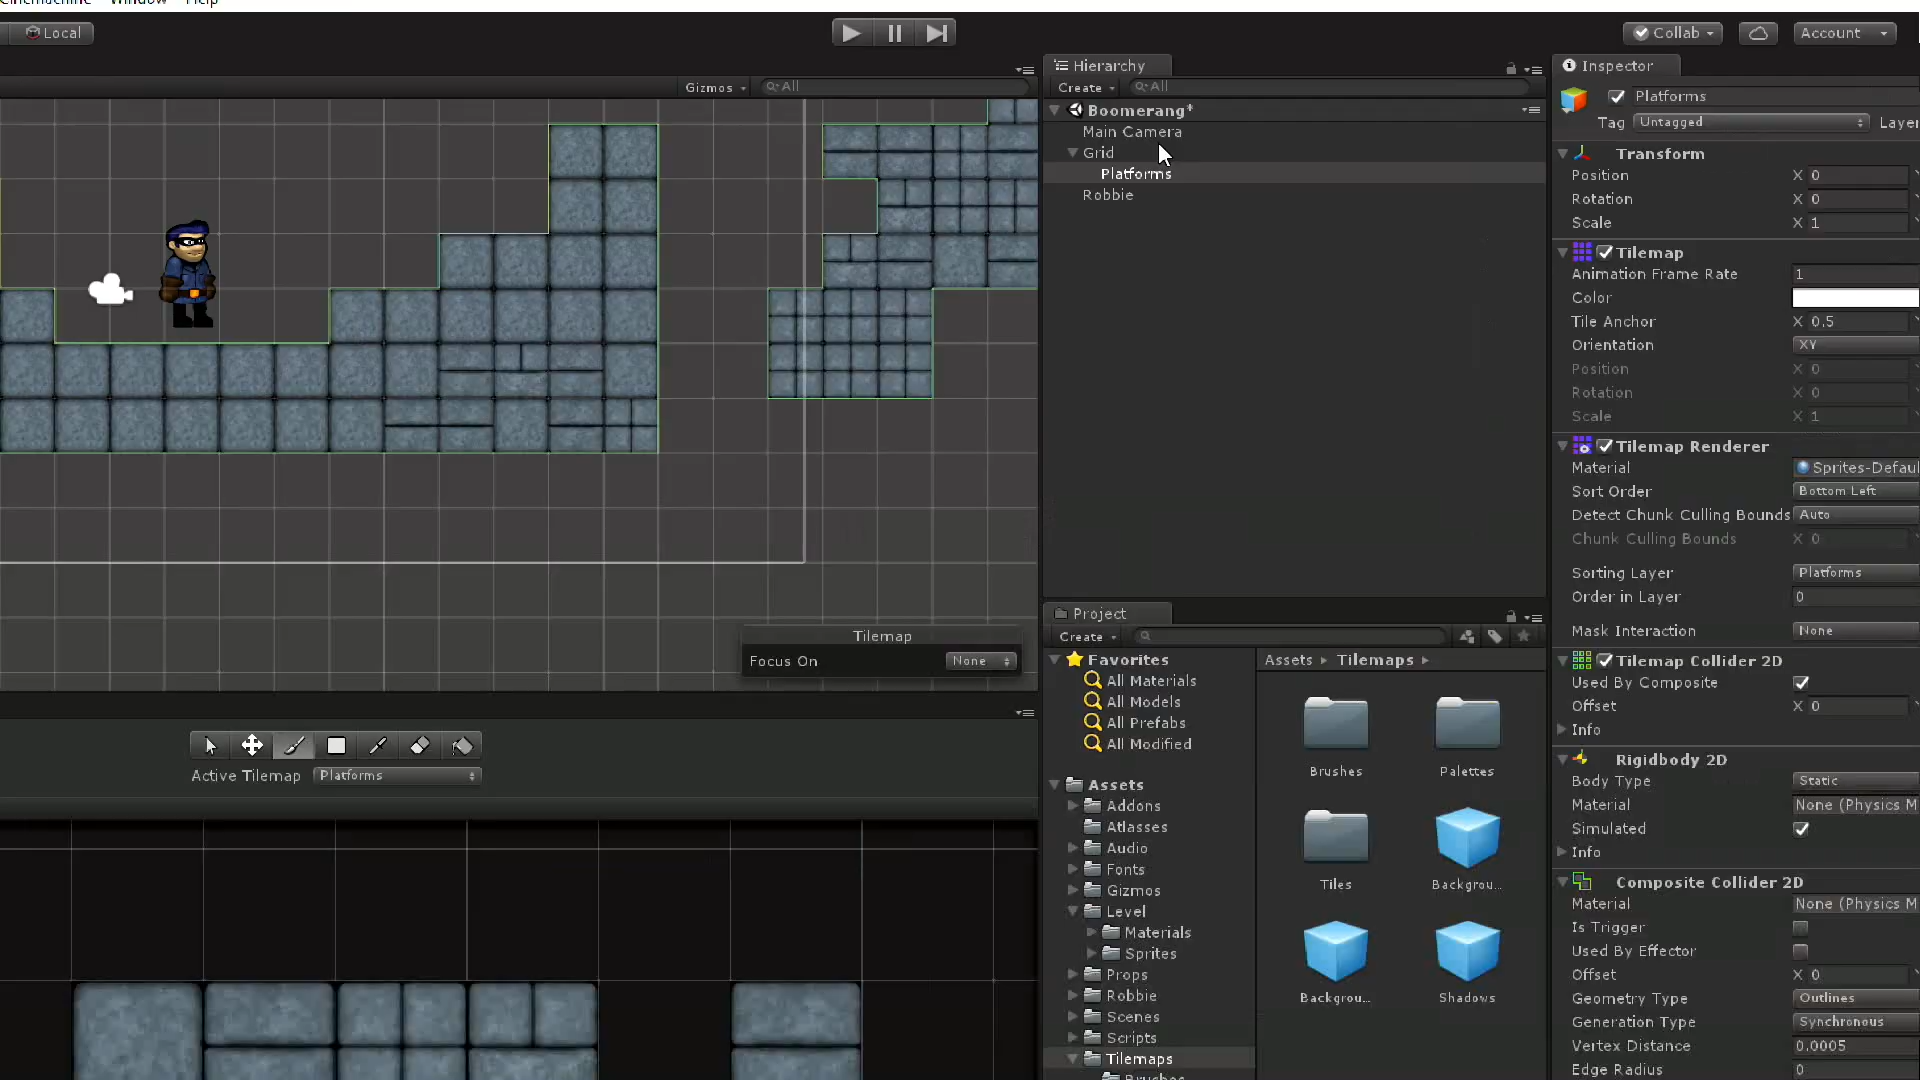 Cinemachine Window Help
Local
Collab
Account
Gizmos
All
Hierarchy
Create
All
Boomerang*
Main Camera
Grid
Platforms
Robbie
Tilemap
Focus On None
Active Tilemap Platforms
Project
Create
Favorites
All Materials
All Models
All Prefabs
All Modified
Assets
Addons
Atlasses
Audio
Fonts
Gizmos
Level
Materials
Sprites
Props
Robbie
Scenes
Scripts
Tilemaps
Brushes
Assets Tilemaps
Brushes
Palettes
Tiles
Backgrou...
Backgrou...
Shadows
Inspector
Platforms
Tag Untagged Layer
Transform
Position X 0
Rotation X 0
Scale X 1
Tilemap
Animation Frame Rate 1
Color
Tile Anchor X 0.5
Orientation XY
Position X 0
Rotation X 0
Scale X 1
Tilemap Renderer
Material Sprites-Defaul
Sort Order Bottom Left
Detect Chunk Culling Bounds Auto
Chunk Culling Bounds X 0
Sorting Layer Platforms
Order in Layer 0
Mask Interaction None
Tilemap Collider 2D
Used By Composite
Offset X 0
Info
Rigidbody 2D
Body Type Static
Material None (Physics M
Simulated
Info
Composite Collider 2D
Material None (Physics M
Is Trigger
Used By Effector
Offset X 0
Geometry Type Outlines
Generation Type Synchronous
Vertex Distance 0.0005
Edge Radius 0